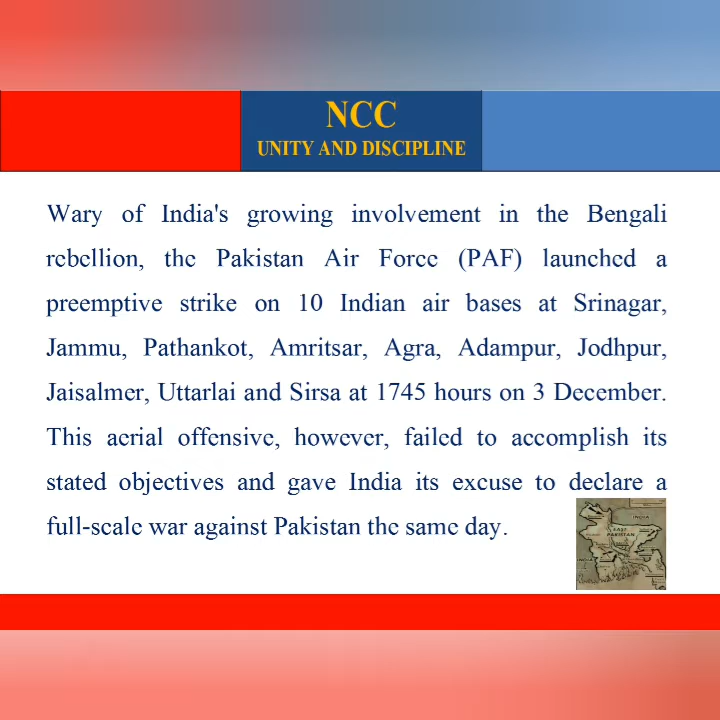 NCC
UNITY AND DISCIPLINE
Wary of India's growing involvement in the Bengali
rebellion, the Pakistan Air Force (PAF) launched a
preemptive strike on 10 Indian air bases at Srinagar,
Jammu, Pathankot, Amritsar, Agra, Adampur, Jodhpur,
Jaisalmer, Uttarlai and Sirsa at 1745 hours on 3 December.
This aerial offensive, however, failed to accomplish its
stated objectives and gave India its excuse to declare a
full-scale war against Pakistan the same day.
INDIA
EAST
PAKISTAN